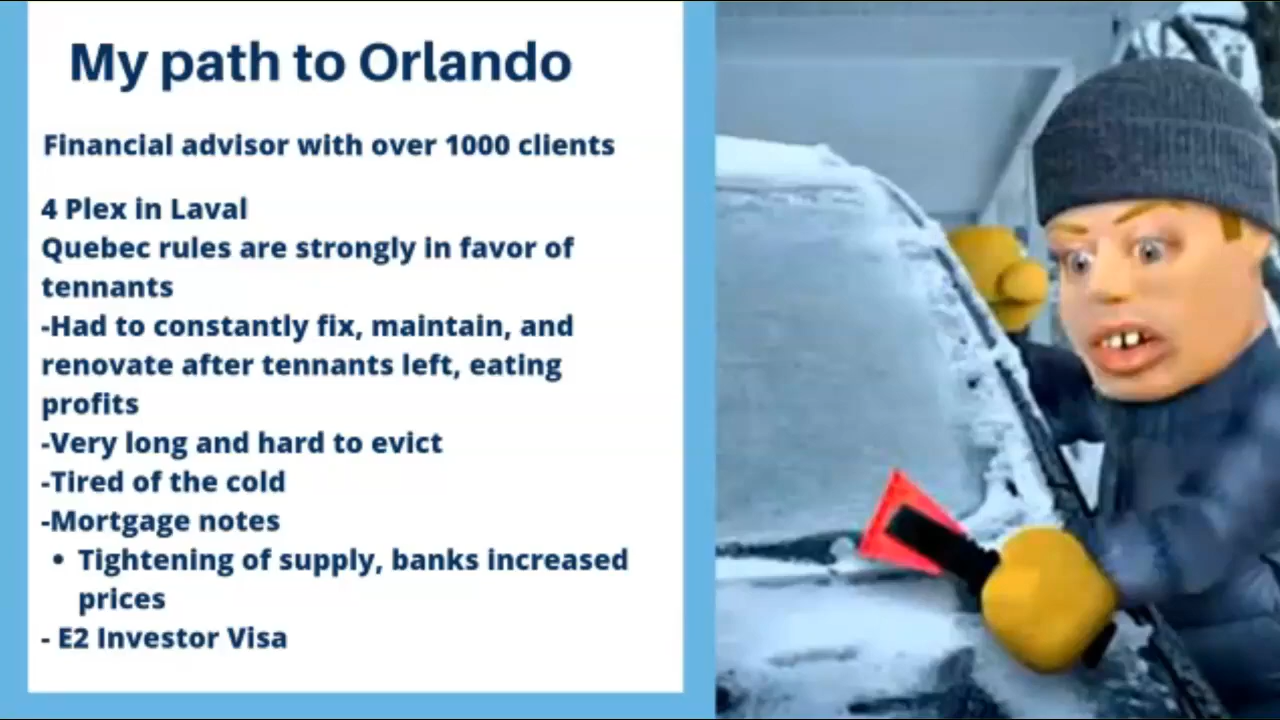 My path to Orlando
Financial advisor with over 1000 clients
4 Plex in Laval
Quebec rules are strongly in favor of
tennants
-Had to constantly fix, maintain, and
renovate after tennants left, eating
profits
-Very long and hard to evict
-Tired of the cold
-Mortgage notes
• Tightening of supply, banks increased
prices
- E2 Investor Visa